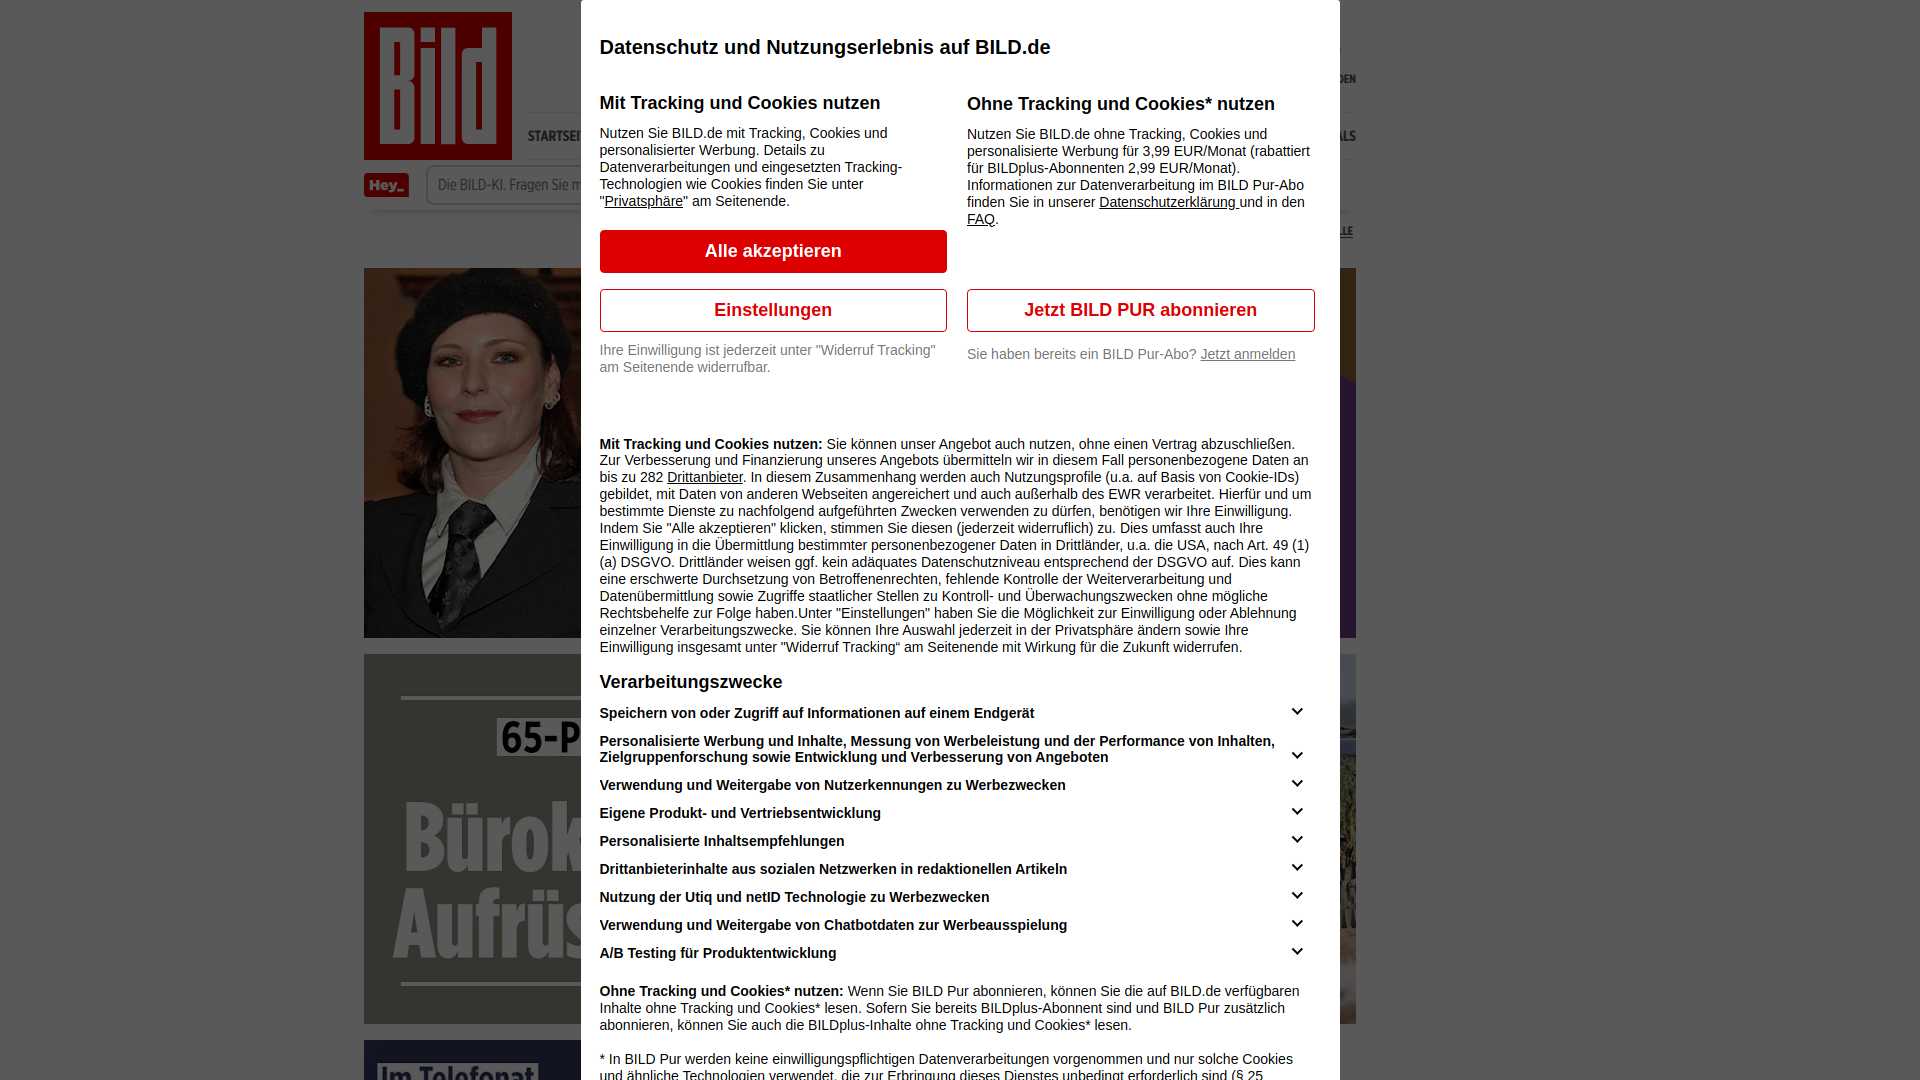 Bild
Datenschutz und Nutzungserlebnis auf BILD.de
Mit Tracking und Cookies nutzen
Nutzen Sie BILD.de mit Tracking, Cookies und
personalisierter Werbung. Details zu
Datenverarbeitungen und eingesetzten Tracking-
Technologien wie Cookies finden Sie unter
"Privatsphäre" am Seitenende.
Alle akzeptieren
Einstellungen
Ihre Einwilligung ist jederzeit unter "Widerruf Tracking"
am Seitenende widerrufbar.
Ohne Tracking und Cookies* nutzen
Nutzen Sie BILD.de ohne Tracking, Cookies und
personalisierte Werbung für 3,99 EUR/Monat (rabattiert
für BILDplus-Abonnenten 2,99 EUR/Monat).
Informationen zur Datenverarbeitung im BILD Pur-Abo
finden Sie in unserer Datenschutzerklärung und in den
FAQ.
Jetzt BILD PUR abonnieren
Sie haben bereits ein BILD Pur-Abo? Jetzt anmelden
Hey_
Die BILD-KI. Fragen Sie
65-P
Bürok
Aufrüs
Im Telefonat
Mit Tracking und Cookies nutzen: Sie können unser Angebot auch nutzen, ohne einen Vertrag abzuschließen.
Zur Verbesserung und Finanzierung unseres Angebots übermitteln wir in diesem Fall personenbezogene Daten an
bis zu 282 Drittanbieter. In diesem Zusammenhang werden auch Nutzungsprofile (u.a. auf Basis von Cookie-IDs)
gebildet, mit Daten von anderen Webseiten angereichert und auch außerhalb des EWR verarbeitet. Hierfür und um
bestimmte Dienste zu nachfolgend aufgeführten Zwecken verwenden zu dürfen, benötigen wir Ihre Einwilligung.
Indem Sie "Alle akzeptieren" klicken, stimmen Sie diesen (jederzeit widerruflich) zu. Dies umfasst auch Ihre
Einwilligung in die Übermittlung bestimmter personenbezogener Daten in Drittländer, u.a. die USA, nach Art. 49 (1)
(a) DSGVO. Drittländer weisen ggf. kein adäquates Datenschutzniveau entsprechend der DSGVO auf. Dies kann
eine erschwerte Durchsetzung von Betroffenenrechten, fehlende Kontrolle der Weiterverarbeitung und
Datenübermittlung sowie Zugriffe staatlicher Stellen zu Kontroll- und Überwachungszwecken ohne mögliche
Rechtsbehelfe zur Folge haben.Unter "Einstellungen" haben Sie die Möglichkeit zur Einwilligung oder Ablehnung
einzelner Verarbeitungszwecke. Sie können Ihre Auswahl jederzeit in der Privatsphäre ändern sowie Ihre
Einwilligung insgesamt unter "Widerruf Tracking“ am Seitenende mit Wirkung für die Zukunft widerrufen.
Verarbeitungszwecke
Speichern von oder Zugriff auf Informationen auf einem Endgerät
Personalisierte Werbung und Inhalte, Messung von Werbeleistung und der Performance von Inhalten,
Zielgruppenforschung sowie Entwicklung und Verbesserung von Angeboten
Verwendung und Weitergabe von Nutzerkennungen zu Werbezwecken
Eigene Produkt- und Vertriebsentwicklung
Personalisierte Inhaltsempfehlungen
Drittanbieterinhalte aus sozialen Netzwerken in redaktionellen Artikeln
Nutzung der Utiq und netID Technologie zu Werbezwecken
Verwendung und Weitergabe von Chatbotdaten zur Werbeausspielung
A/B Testing für Produktentwicklung
Ohne Tracking und Cookies* nutzen: Wenn Sie BILD Pur abonnieren, können Sie die auf BILD.de verfügbaren
Inhalte ohne Tracking und Cookies* lesen. Sofern Sie bereits BILDplus-Abonnent sind und BILD Pur zusätzlich
abonnieren, können Sie auch die BILDplus-Inhalte ohne Tracking und Cookies* lesen.
* In BILD Pur werden keine einwilligungspflichtigen Datenverarbeitungen vorgenommen und nur solche Cookies
und ähnliche Technologien verwendet, die zur Erbringung dieses Dienstes unbedingt erforderlich sind (§ 25